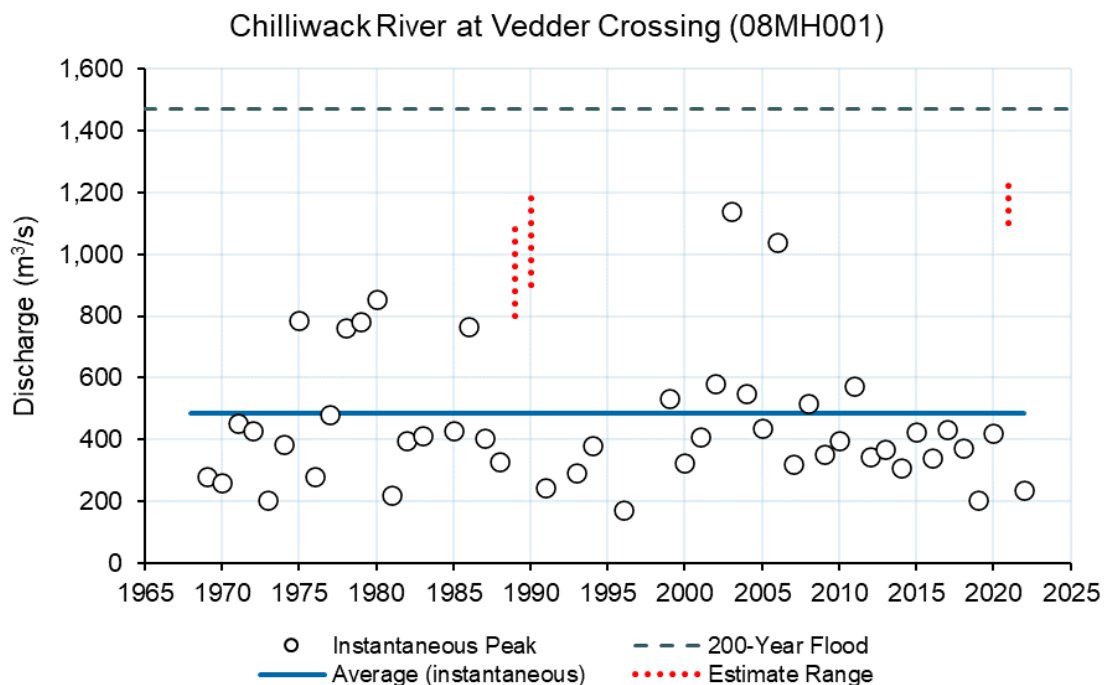 Chilliwack River at Vedder Crossing (08MH001)
1,600
1,400
1,200
1,000
800
600
400
200
0
Discharge (m³/s)
1965 1970 1975 1980 1985 1990 1995 2000 2005 2010 2015 2020 2025
Instantaneous Peak 200-Year Flood
Average (instantaneous) Estimate Range